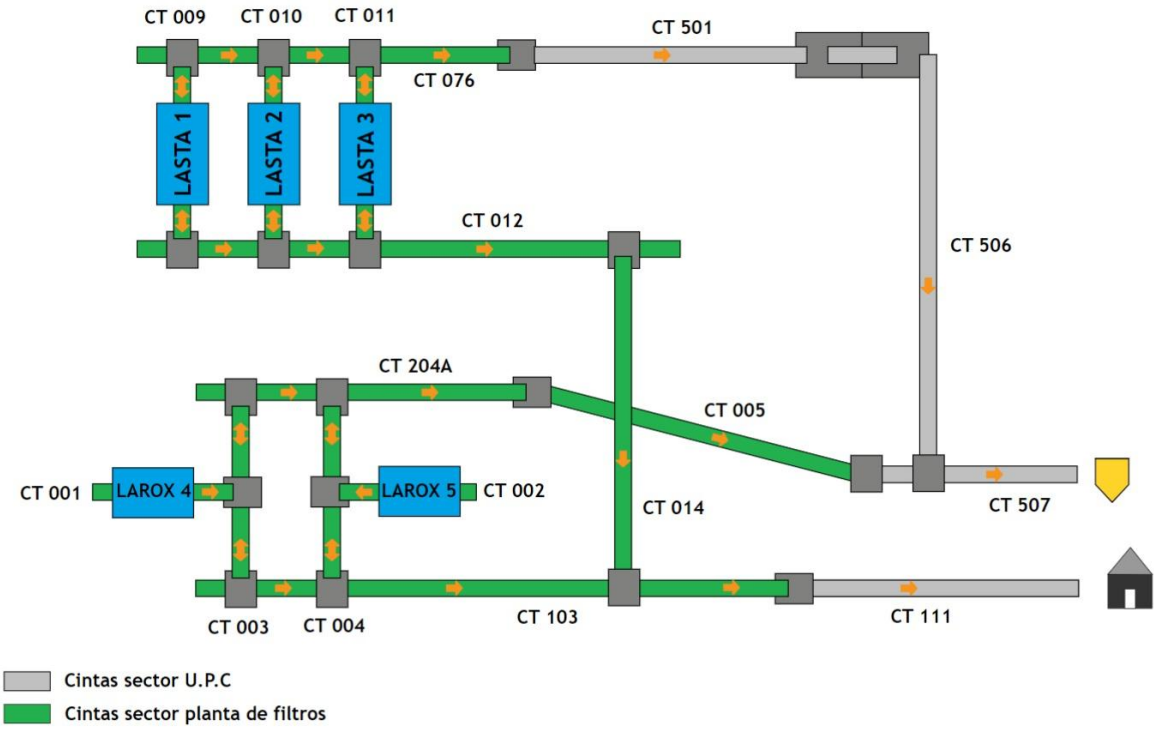 CT 009
CT 010
CT 011
CT 501
CT 076
LASTA 1
LASTA 2
LASTA 3
CT 012
CT 506
CT 204A
CT 005
CT 001
LAROX 4
LAROX 5
CT 002
CT 014
CT 507
CT 003
CT 004
CT 103
CT 111
Cintas sector U.P.C
Cintas sector planta de filtros